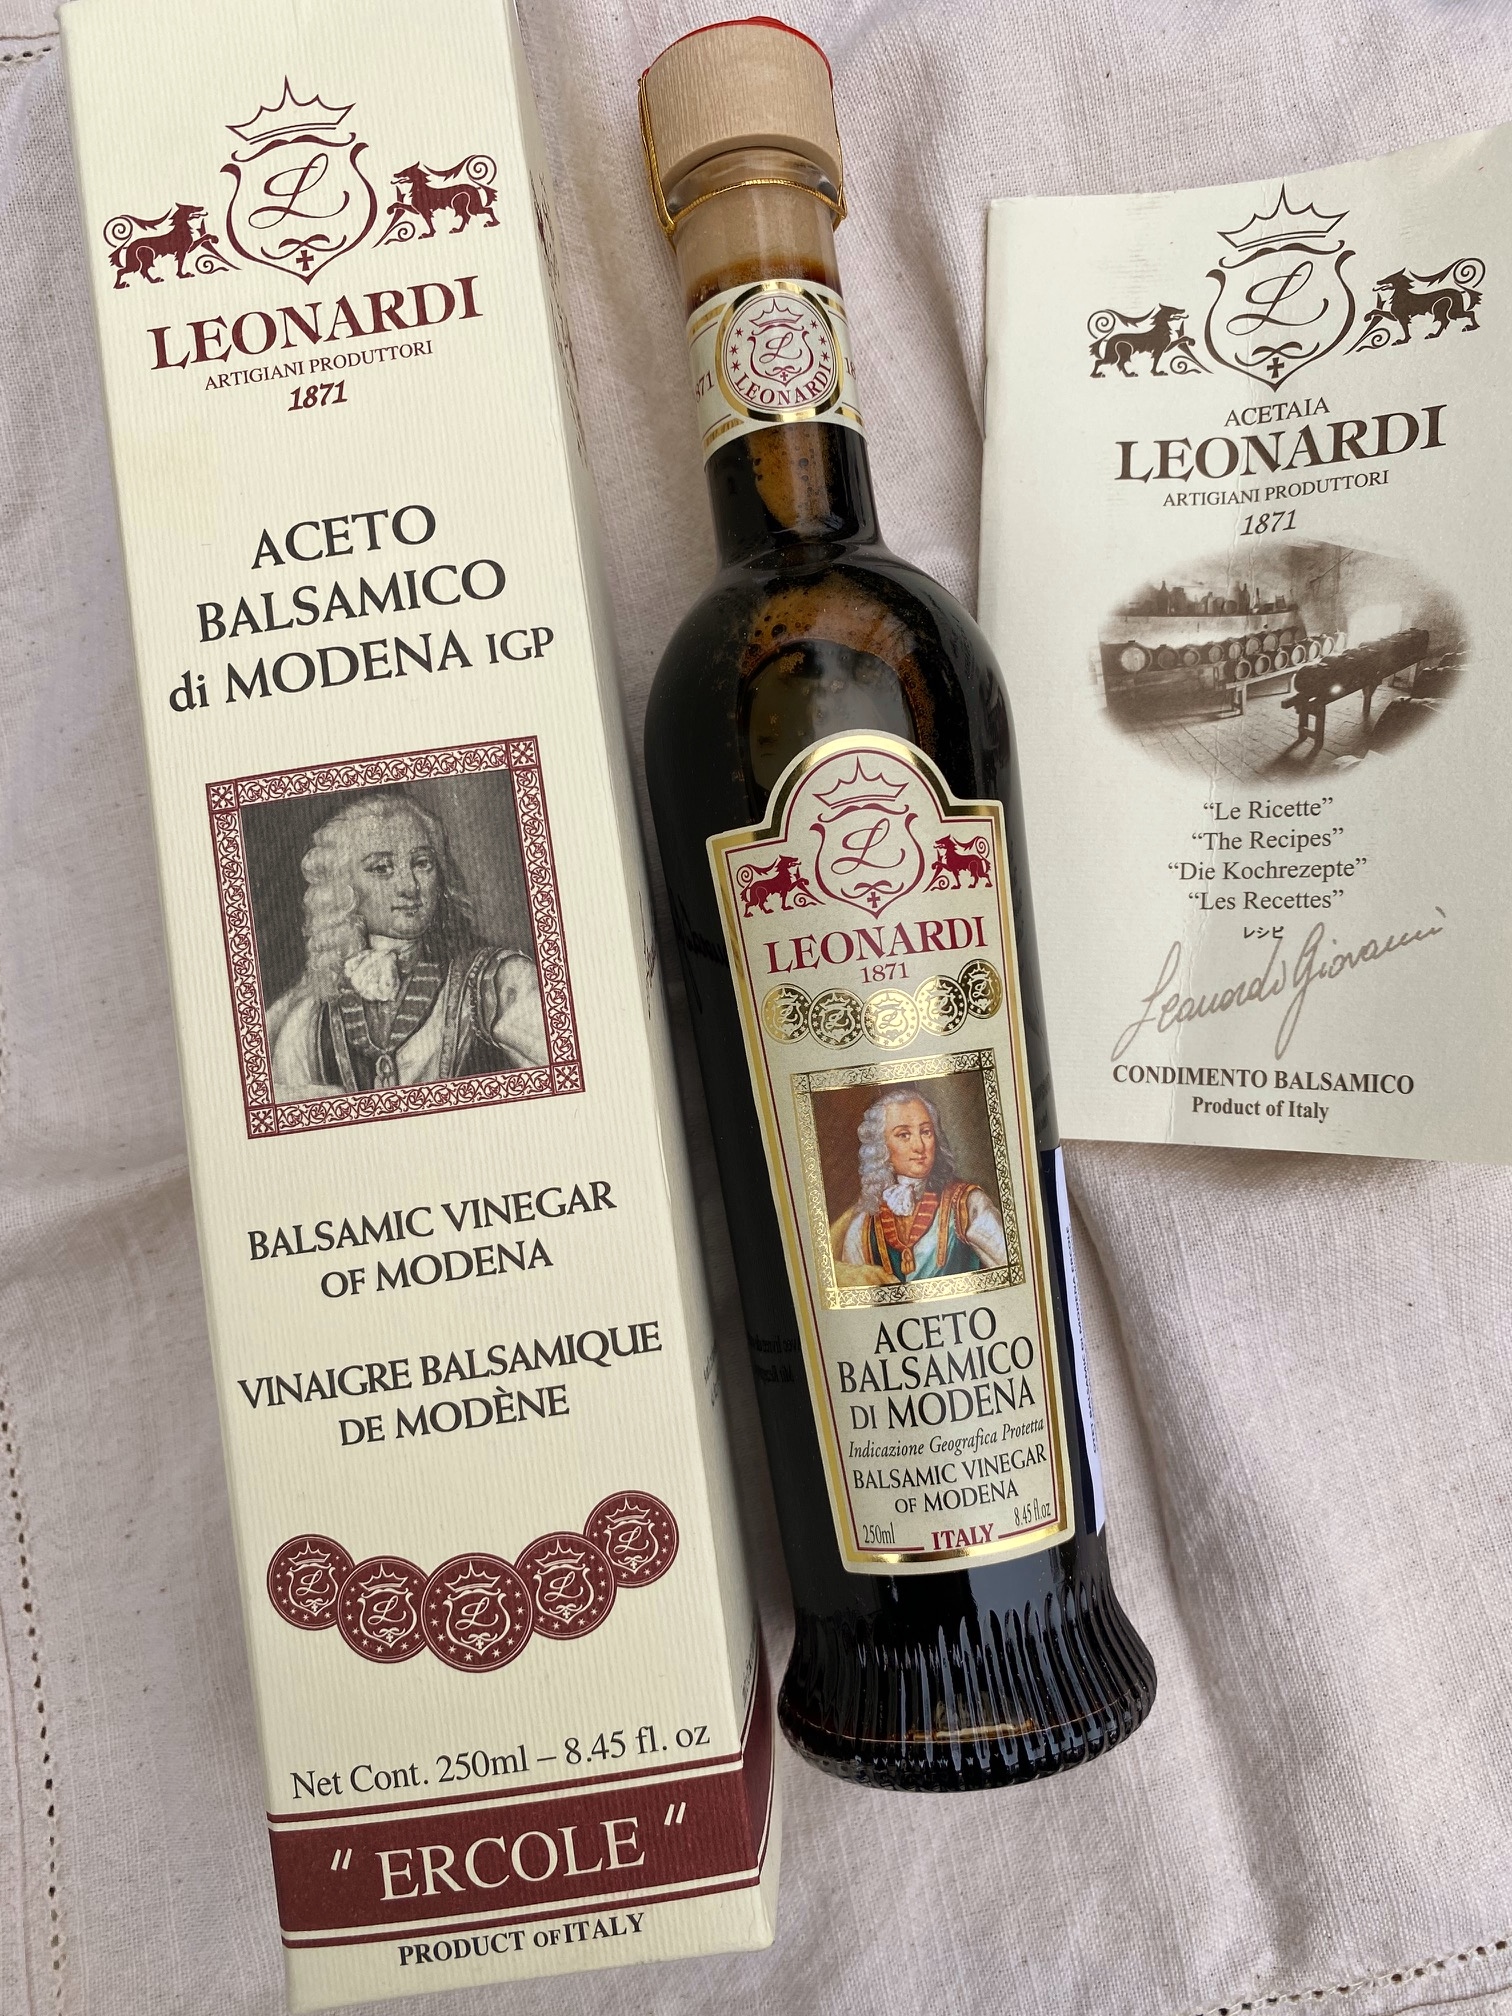 L
LEONARDI
ARTIGIANI PRODUTTORI
1871
ACETO
BALSAMICO
di MODENA IGP
BALSAMIC VINEGAR
OF MODENA
VINAIGRE BALSAMIQUE
DE MODÈNE
L
L
L
L
L
Net Cont. 250ml – 8.45 fl. oz
" ERCOLE "
PRODUCT OF ITALY
L
LEONARDI
L
LEONARDI
1871
L
L
L
L
L
ACETO
BALSAMICO
DI MODENA
Indicazione Geografica Protetta
BALSAMIC VINEGAR
OF MODENA
250ml
8.45 fl.oz
ITALY
L
ACETAIA
LEONARDI
ARTIGIANI PRODUTTORI
1871
“Le Ricette”
“The Recipes”
“Die Kochrezepte”
“Les Recettes”
レシピ
Leonardi Giovanni
CONDIMENTO BALSAMICO
Product of Italy